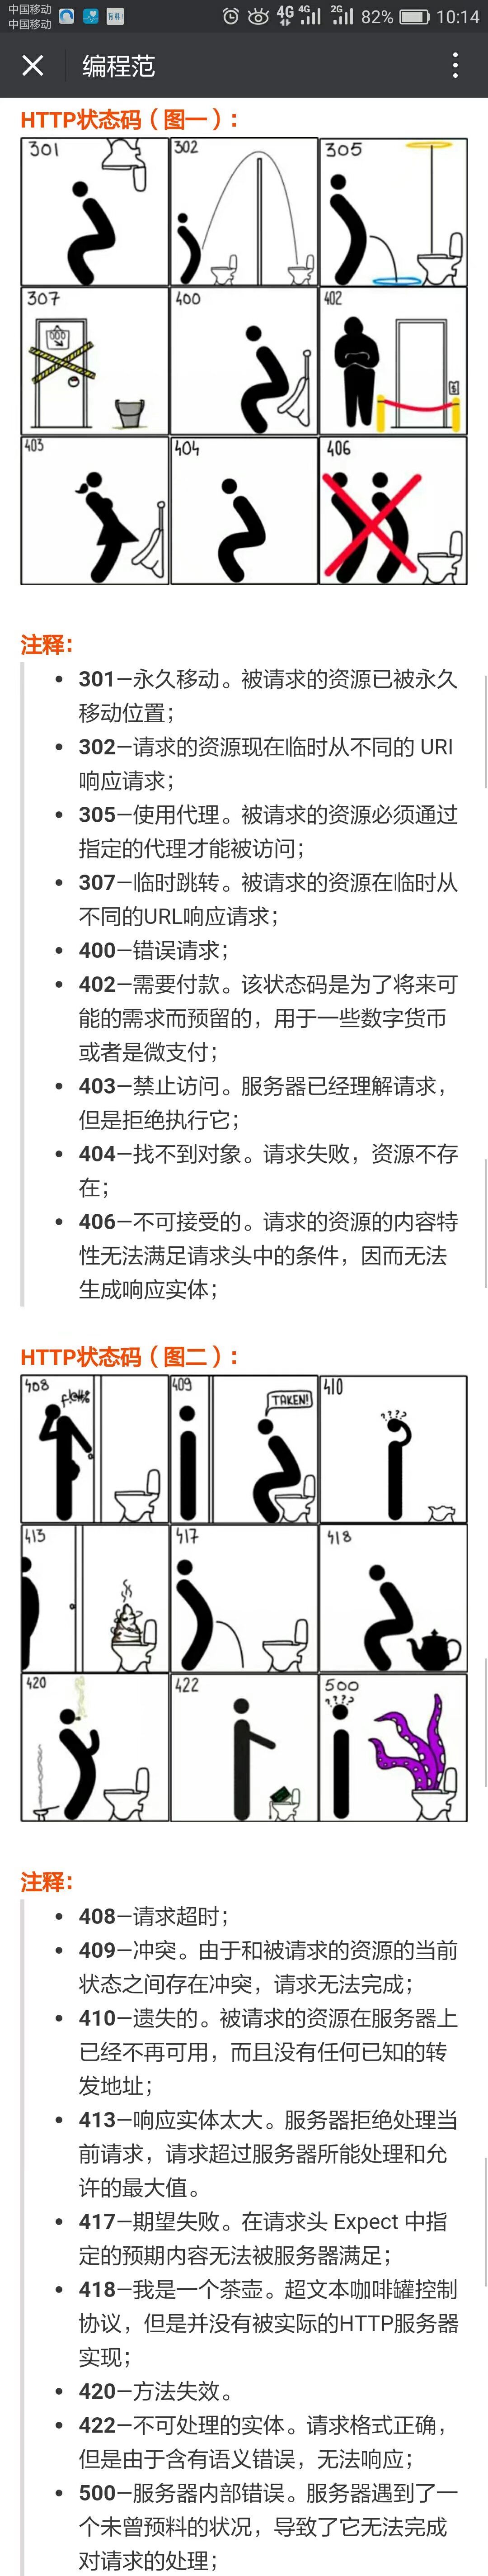 中国移动
中国移动
4G 4G 2G 82% 10:14
编程范
HTTP状态码（图一）：
301 302 305
307 400 402
403 404 406
注释：
301—永久移动。被请求的资源已被永久
移动位置；
302—请求的资源现在临时从不同的 URI
响应请求；
305—使用代理。被请求的资源必须通过
指定的代理才能被访问；
307—临时跳转。被请求的资源在临时从
不同的URL响应请求；
400—错误请求；
402—需要付款。该状态码是为了将来可
能的需求而预留的，用于一些数字货币
或者是微支付；
403—禁止访问。服务器已经理解请求，
但是拒绝执行它；
404—找不到对象。请求失败，资源不存
在；
406—不可接受的。请求的资源的内容特
性无法满足请求头中的条件，因而无法
生成响应实体；
HTTP状态码（图二）：
408 409 410
f!@#%
TAKEN!
????
413 417 418
420 422 500
????
注释：
408—请求超时；
409—冲突。由于和被请求的资源的当前
状态之间存在冲突，请求无法完成；
410—遗失的。被请求的资源在服务器上
已经不再可用，而且没有任何已知的转
发地址；
413—响应实体太大。服务器拒绝处理当
前请求，请求超过服务器所能处理和允
许的最大值。
417—期望失败。在请求头 Expect 中指
定的预期内容无法被服务器满足；
418—我是一个茶壶。超文本咖啡罐控制
协议，但是并没有被实际的HTTP服务器
实现；
420—方法失效。
422—不可处理的实体。请求格式正确，
但是由于含有语义错误，无法响应；
500—服务器内部错误。服务器遇到了一
个未曾预料的状况，导致了它无法完成
对请求的处理；